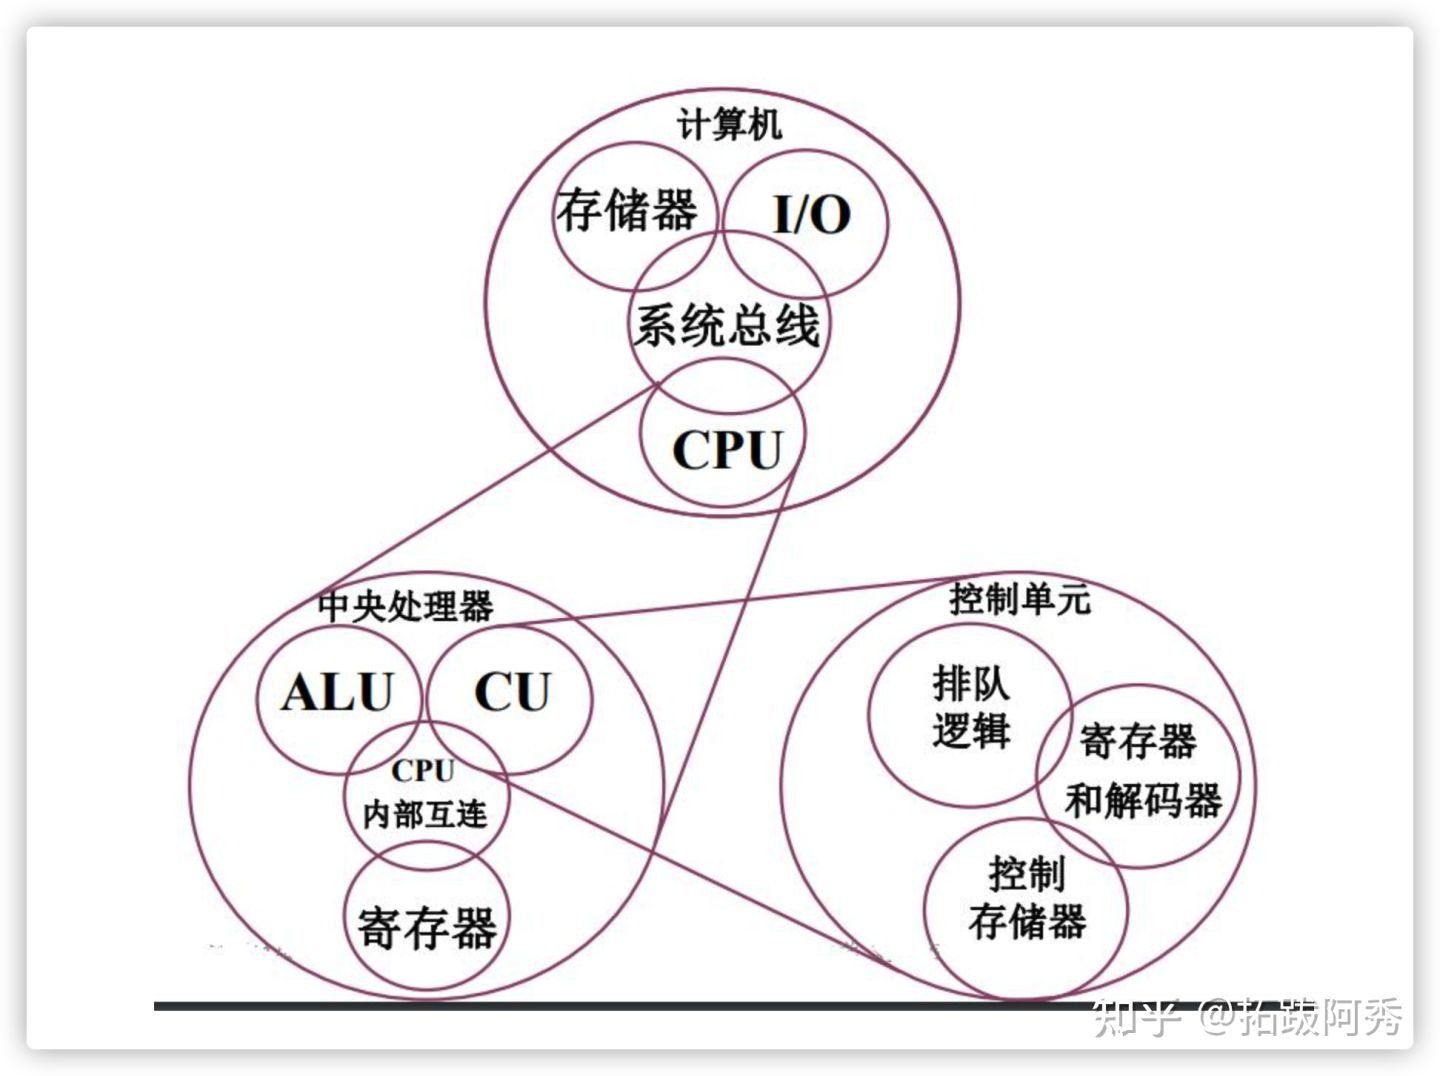 计算机
存储器
I/O
系统总线
CPU
中央处理器
ALU
CU
CPU
内部互连
寄存器
控制单元
排队
逻辑
寄存器
和解码器
控制
存储器
知乎 @拓跋阿秀